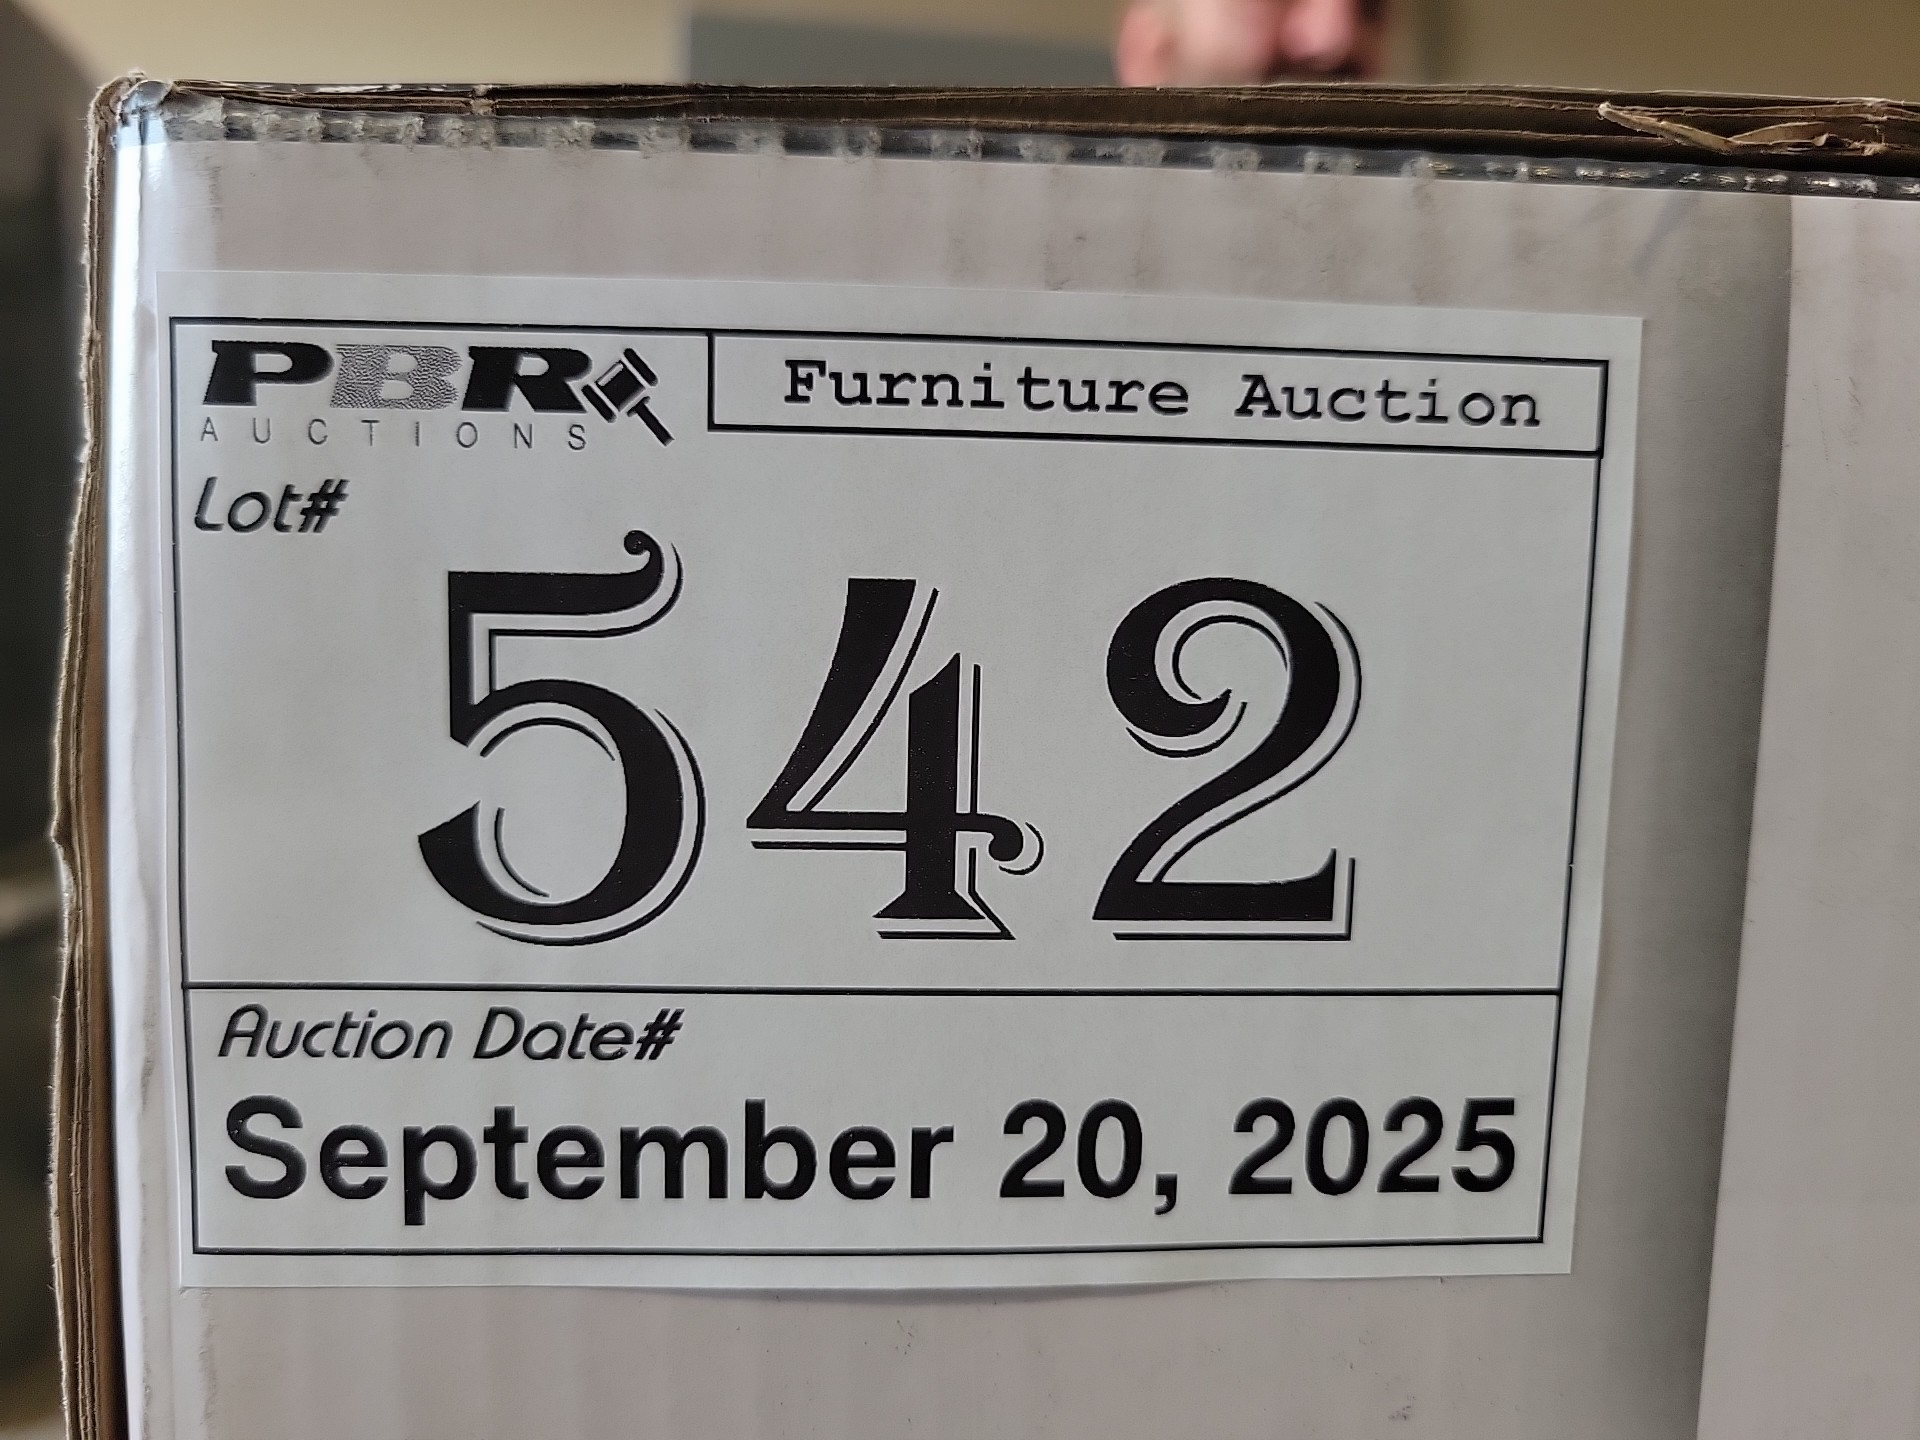 PBR
AUCTIONS
Furniture Auction
Lot#
542
Auction Date#
September 20, 2025